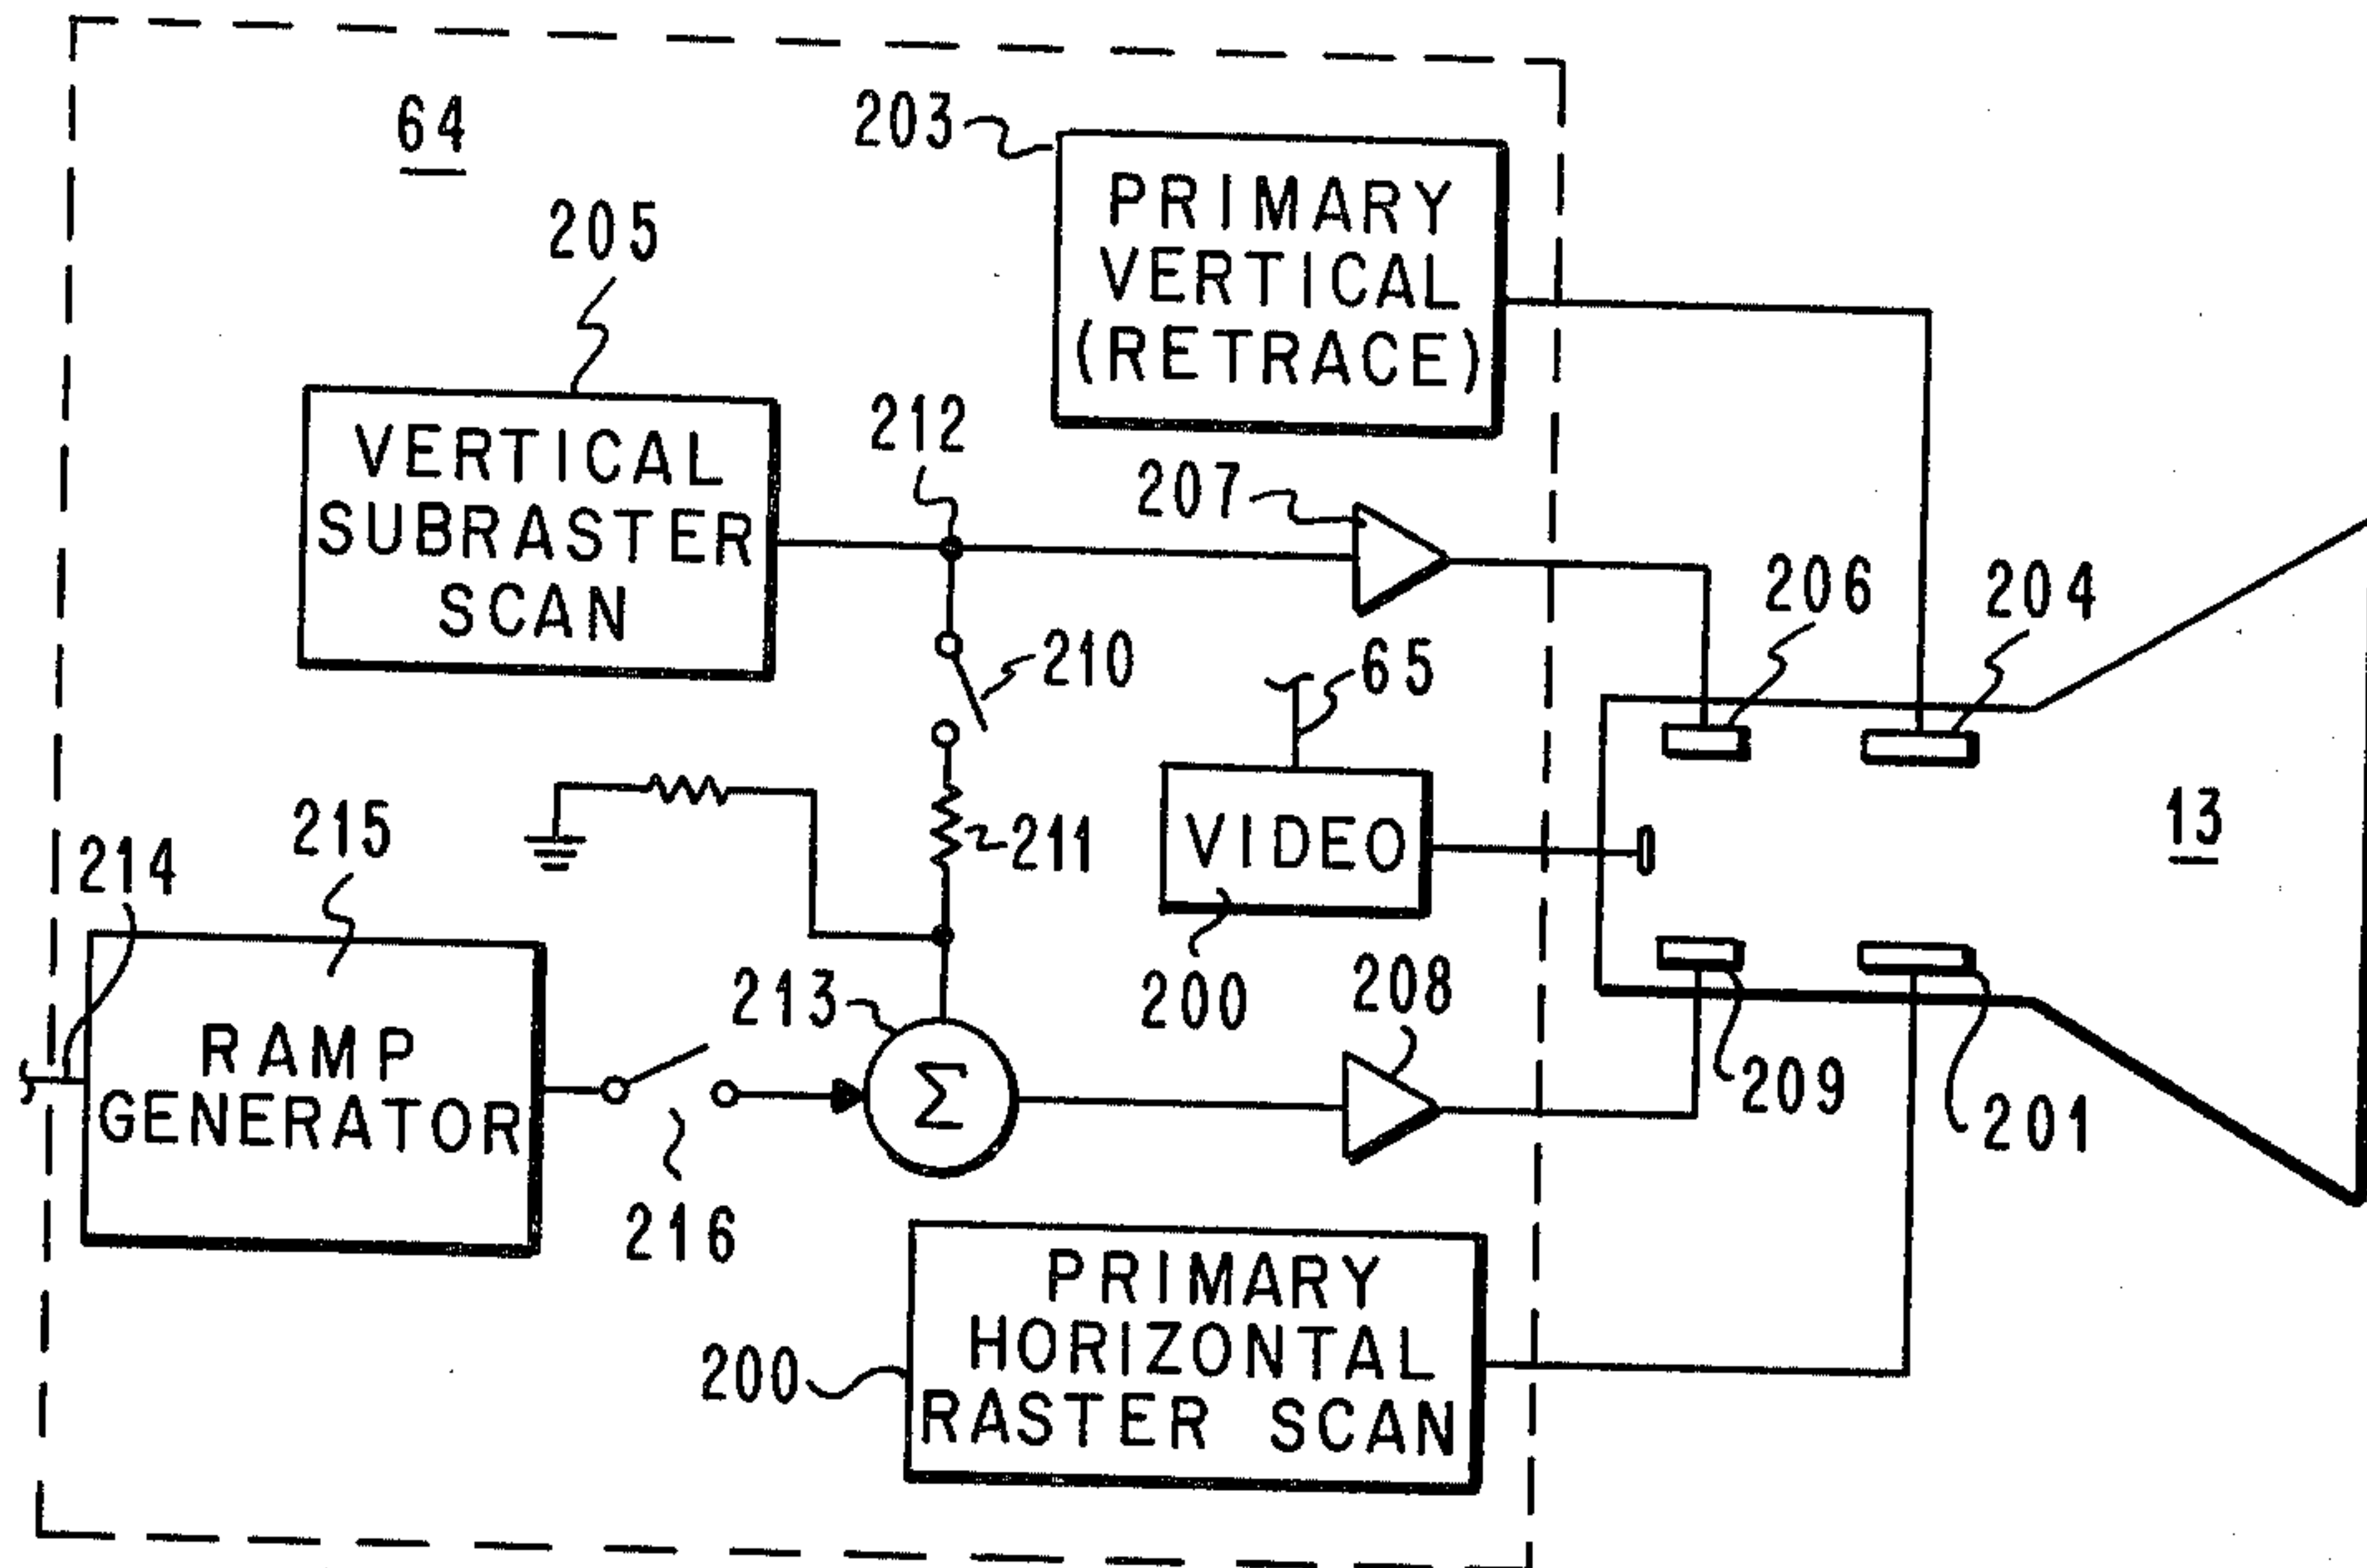 64
203
PRIMARY
VERTICAL
(RETRACE)
205
VERTICAL
SUBRASTER
SCAN
212
207
206
204
210
65
211
VIDEO
200
13
214
215
RAMP
GENERATOR
213
Σ
208
209
201
216
200
PRIMARY
HORIZONTAL
RASTER SCAN